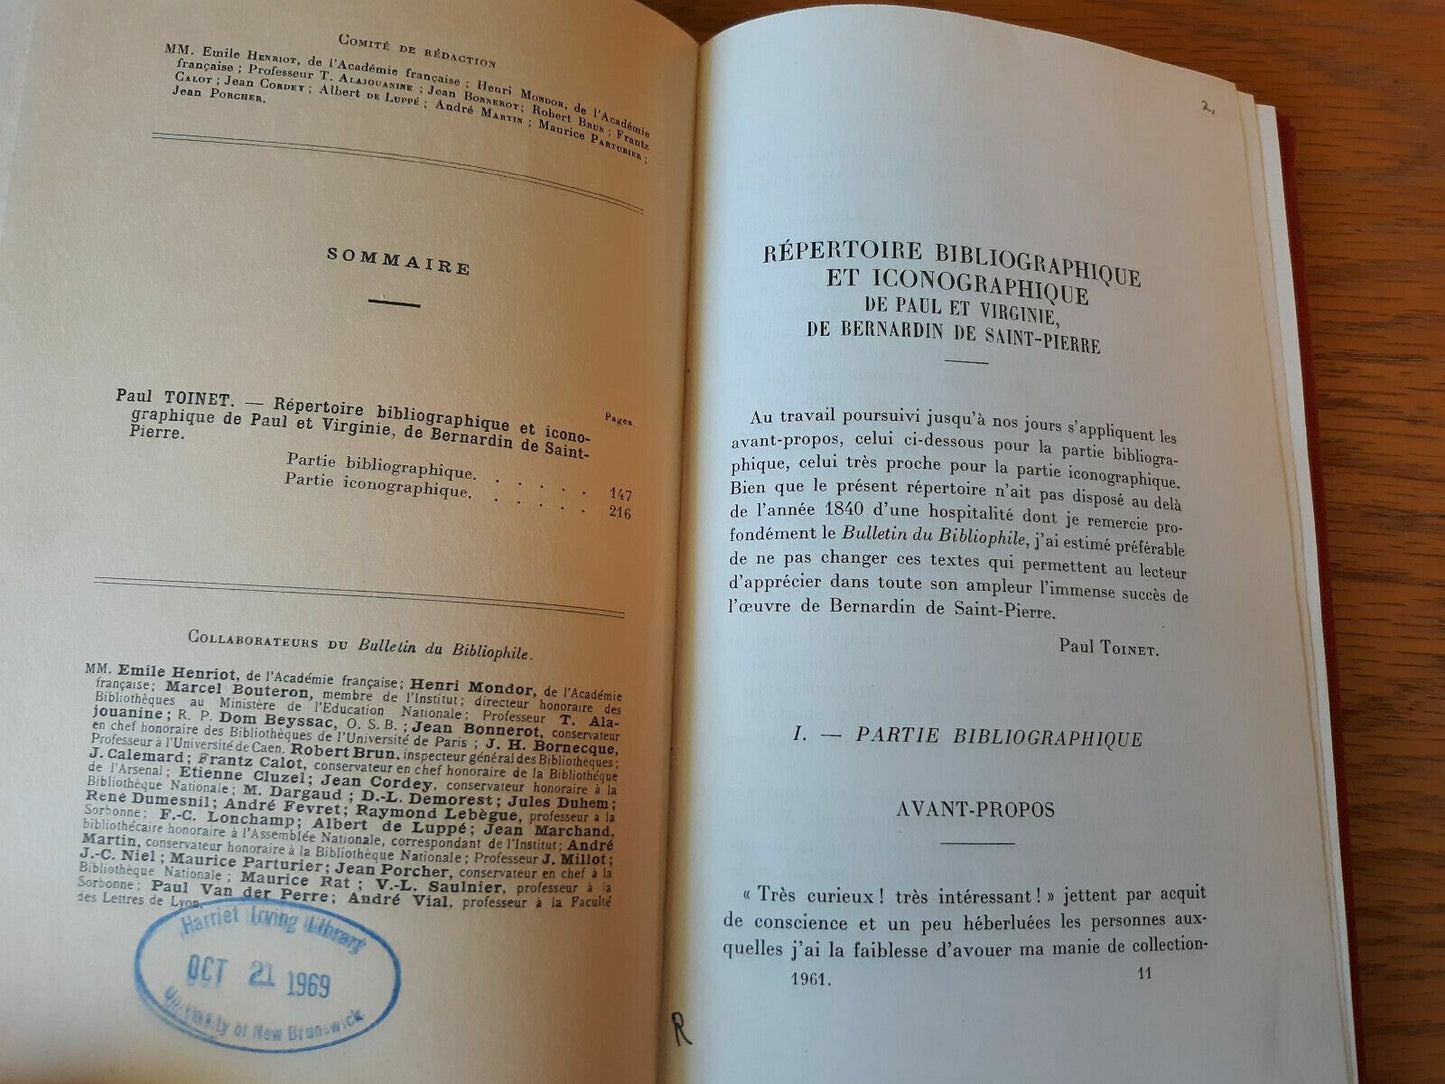 COMITÉ DE RÉDACTION
MM. Emile HENRIOT, de l'Académie française ; Henri MONDOR, de l'Académie
française ; Professeur T. ALAJOUANINE ; Jean BONNEROT ; Robert BRUN ; Frantz
CALOT ; Jean CORDEY ; Albert DE LUPPÉ ; André MARTIN ; Maurice PARTURIER ;
Jean PORCHER.
SOMMAIRE
Pages
Paul TOINET. — Répertoire bibliographique et icono-
graphique de Paul et Virginie, de Bernardin de Saint-
Pierre.
Partie bibliographique. . . . . . 147
Partie iconographique. . . . . . 216
COLLABORATEURS DU Bulletin du Bibliophile.
MM. Emile Henriot, de l'Académie française; Henri Mondor, de l'Académie
française; Marcel Bouteron, membre de l'Institut; directeur honoraire des
Bibliothèques au Ministère de l'Education Nationale; Professeur T. Ala-
jouanine; R. P. Dom Beyssac, O. S. B. ; Jean Bonnerot, conservateur
en chef honoraire des Bibliothèques de l'Université de Paris ; J. H. Bornecque,
Professeur à l'Université de Caen. Robert Brun, inspecteur général des Bibliothèques;
J. Calemard; Frantz Calot, conservateur en chef honoraire de la Bibliothèque
de l'Arsenal; Etienne Cluzel; Jean Cordey, conservateur honoraire à la
Bibliothèque Nationale; M. Dargaud ; D.-L. Demorest; Jules Duhem;
René Dumesnil; André Fevret; Raymond Lebègue, professeur à la
Sorbonne; F.-C. Lonchamp; Albert de Luppé; Jean Marchand,
bibliothécaire honoraire à l'Assemblée Nationale, correspondant de l'Institut; André
Martin, conservateur honoraire à la Bibliothèque Nationale; Professeur J. Millot;
J.-C. Niel; Maurice Parturier; Jean Porcher, conservateur en chef à la
Bibliothèque Nationale ; Maurice Rat ; V.-L. Saulnier, professeur à la
Sorbonne; Paul Van der Perre; André Vial, professeur à la Faculté
des Lettres de Lyon.
Harriet Irving Library
OCT 21 1969
University of New Brunswick
R
2,
RÉPERTOIRE BIBLIOGRAPHIQUE
ET ICONOGRAPHIQUE
DE PAUL ET VIRGINIE,
DE BERNARDIN DE SAINT-PIERRE
Au travail poursuivi jusqu'à nos jours s'appliquent les
avant-propos, celui ci-dessous pour la partie bibliogra-
phique, celui très proche pour la partie iconographique.
Bien que le présent répertoire n'ait pas disposé au delà
de l'année 1840 d'une hospitalité dont je remercie pro-
fondément le Bulletin du Bibliophile, j'ai estimé préférable
de ne pas changer ces textes qui permettent au lecteur
d'apprécier dans toute son ampleur l'immense succès de
l'œuvre de Bernardin de Saint-Pierre.
Paul TOINET.
I. — PARTIE BIBLIOGRAPHIQUE
AVANT-PROPOS
« Très curieux ! très intéressant ! » jettent par acquit
de conscience et un peu héberluées les personnes aux-
quelles j'ai la faiblesse d'avouer ma manie de collection-
1961. 11